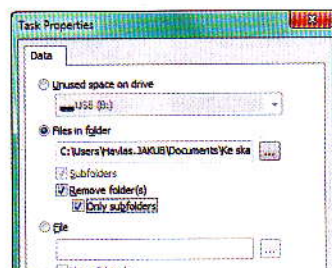 Task Properties
Data
Unused space on drive
USB (B:)
Files in folder
C:\Users\Havlas.JAKUB\Documents\Ke ska
...
Subfolders
Remove folder(s)
Only subfolders
File
...